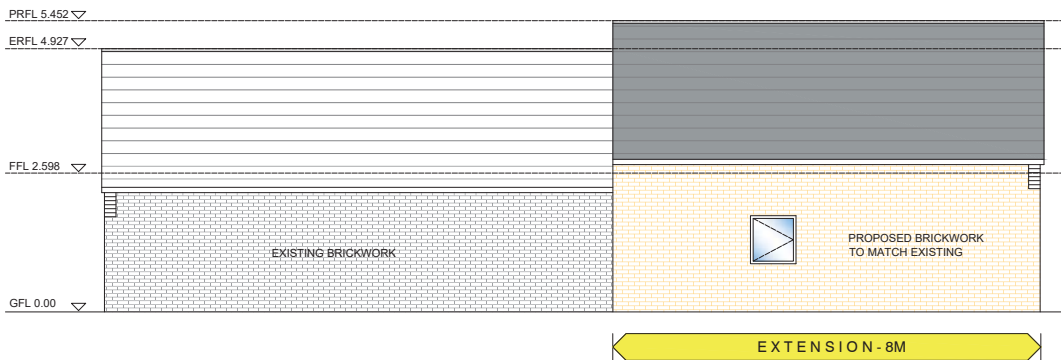 PRFL 5.452
ERFL 4.927
FFL 2.598
EXISTING BRICKWORK
PROPOSED BRICKWORK
TO MATCH EXISTING
GFL 0.00
EXTENSION - 8M